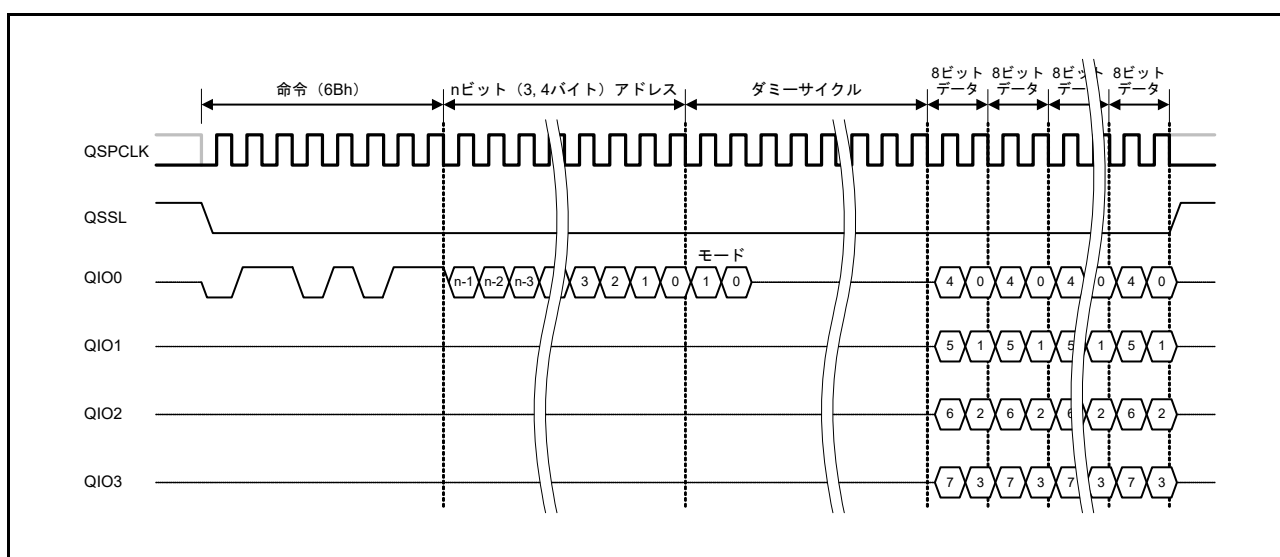 8ビット 8ビット 8ビット 8ビット
命令（6Bh） nビット（3, 4バイト）アドレス ダミーサイクル データ データ データ データ
QSPCLK
QSSL
モード
QIO0 n-1 n-2 n-3 3 2 1 0 1 0 4 0 4 0 4 0 4 0
QIO1 5 1 5 1 5 1 5 1
QIO2 6 2 6 2 6 2 6 2
QIO3 7 3 7 3 7 3 7 3